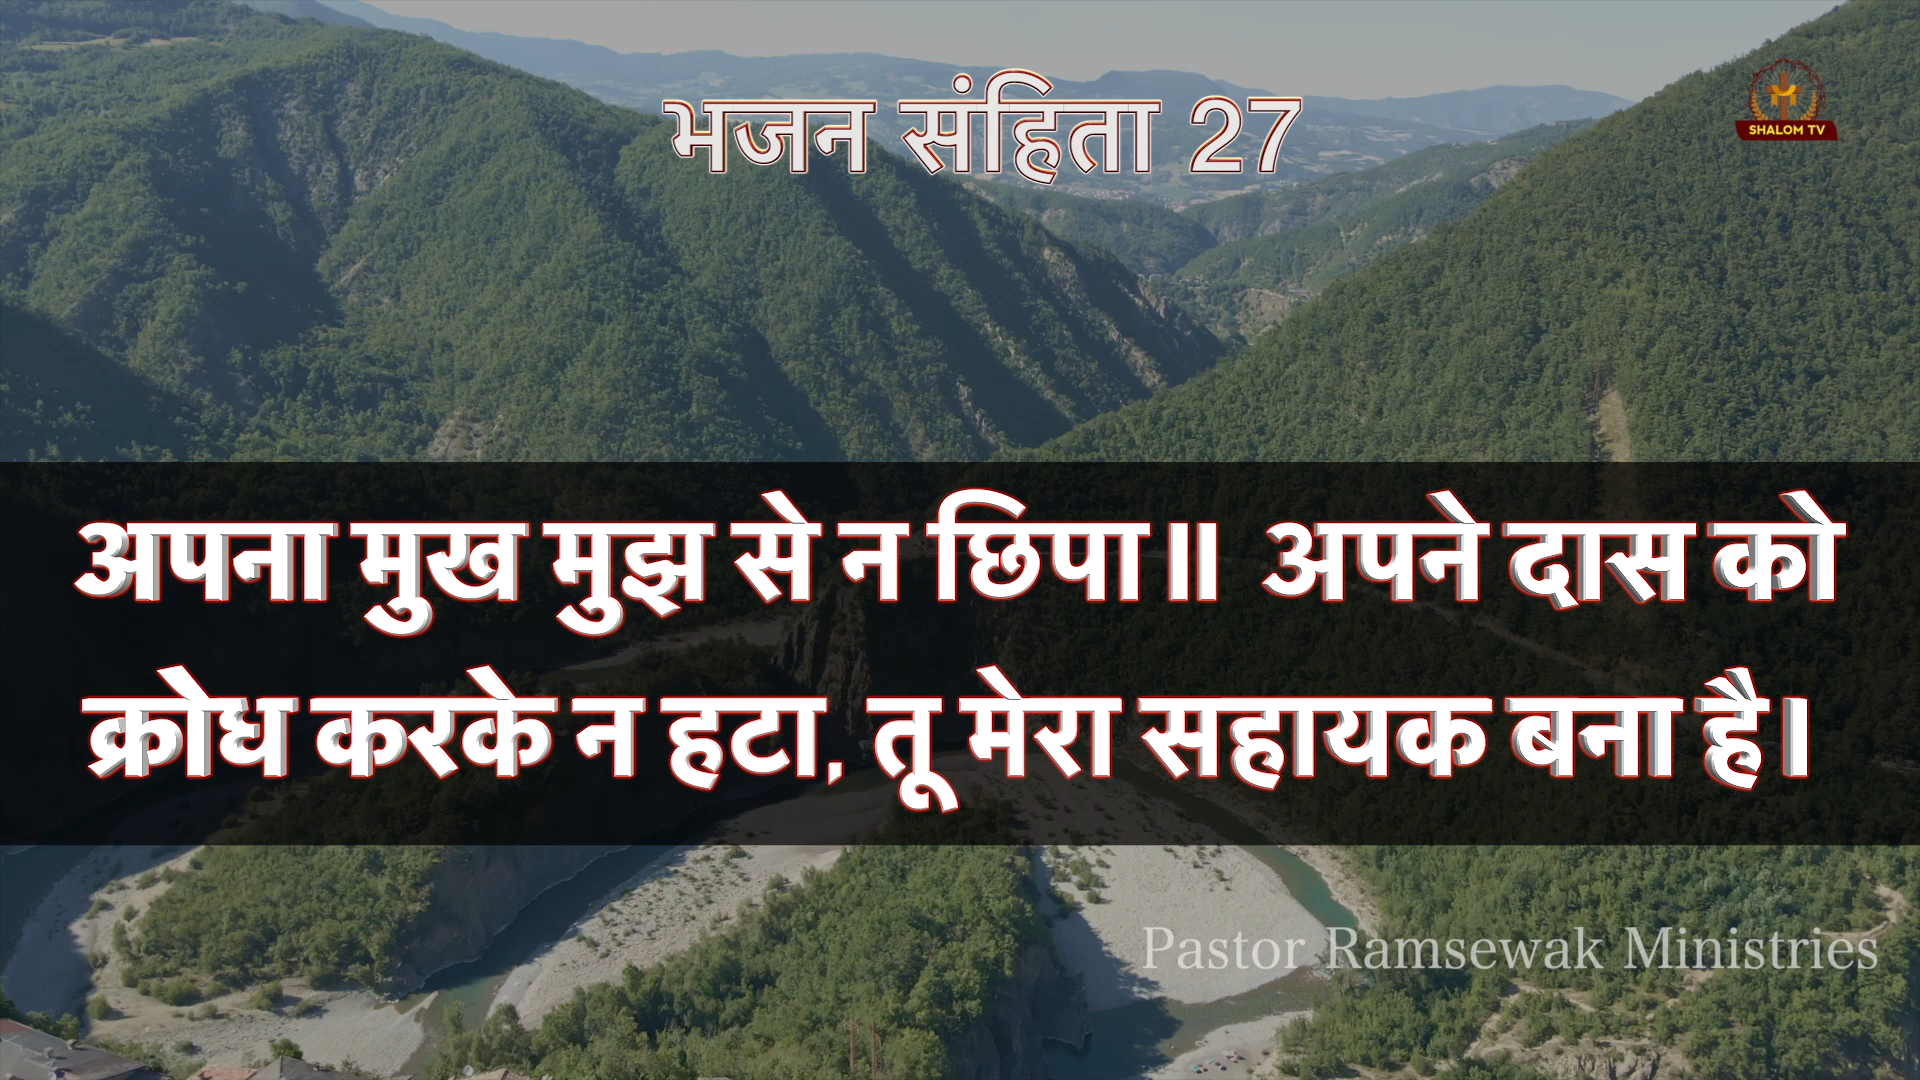 भजन संहिता 27
SHALOM TV
अपना मुख मुझ से न छिपा॥ अपने दास को
क्रोध करके न हटा, तू मेरा सहायक बना है।
Pastor Ramsewak Ministries